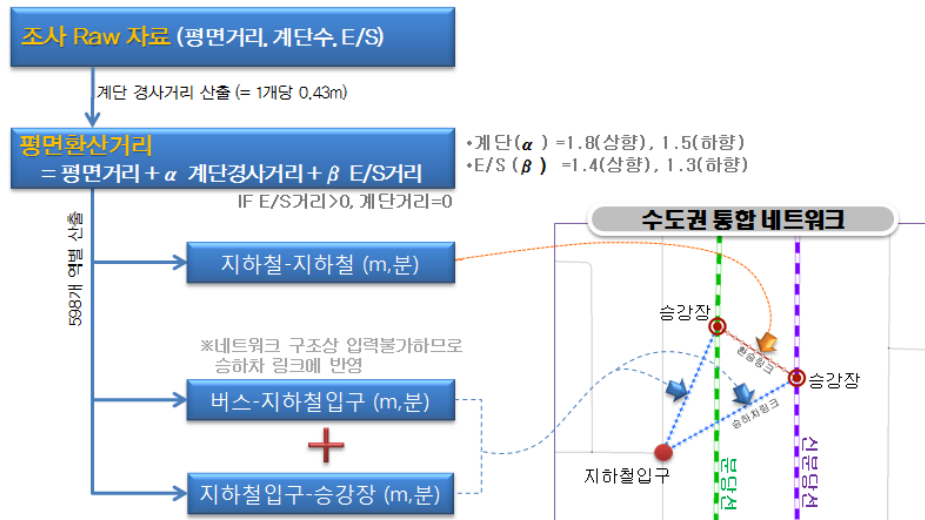 조사 Raw 자료 (평면거리, 계단수, E/S)
계단 경사거리 산출 (= 1개당 0.43m)
평면환산거리
= 평면거리 + α 계단경사거리 + β E/S거리
•계단(α) =1.8(상향), 1.5(하향)
•E/S (β) =1.4(상향), 1.3(하향)
IF E/S거리>0, 계단거리=0
598개 역별 산출
지하철-지하철 (m,분)
※네트워크 구조상 입력불가하므로
승하차 링크에 반영
버스-지하철입구 (m,분)
지하철입구-승강장 (m,분)
수도권 통합 네트워크
승강장
환승링크
승강장
승하차링크
지하철입구
분당선
신분당선